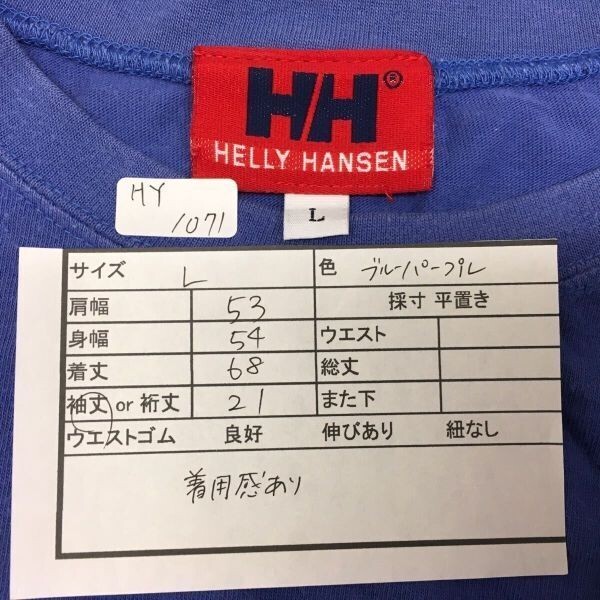 HH®
HELLY HANSEN
L
HY
1071
サイズ L 色 ブルーパープル
肩幅 53 採寸 平置き
身幅 54 ウエスト
着丈 68 総丈
袖丈 or 裄丈 21 また下
ウエストゴム 良好 伸びあり 紐なし
着用感あり